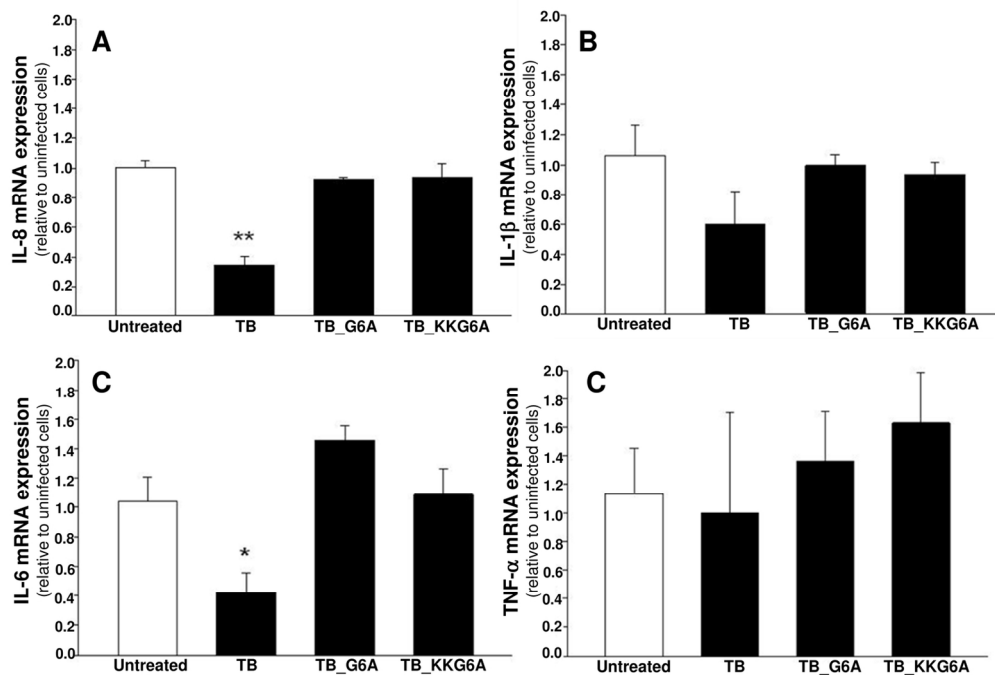 A
IL-8 mRNA expression
(relative to uninfected cells)
2.0
1.8
1.6
1.4
1.2
1.0
0.8
0.6
0.4
0.2
0.0
**
Untreated TB TB_G6A TB_KKG6A
B
IL-1β mRNA expression
(relative to uninfected cells)
2.0
1.8
1.6
1.4
1.2
1.0
0.8
0.6
0.4
0.2
0.0
Untreated TB TB_G6A TB_KKG6A
C
IL-6 mRNA expression
(relative to uninfected cells)
2.0
1.8
1.6
1.4
1.2
1.0
0.8
0.6
0.4
0.2
0.0
*
Untreated TB TB_G6A TB_KKG6A
C
TNF-α mRNA expression
(relative to uninfected cells)
2.0
1.8
1.6
1.4
1.2
1.0
0.8
0.6
0.4
0.2
0.0
Untreated TB TB_G6A TB_KKG6A